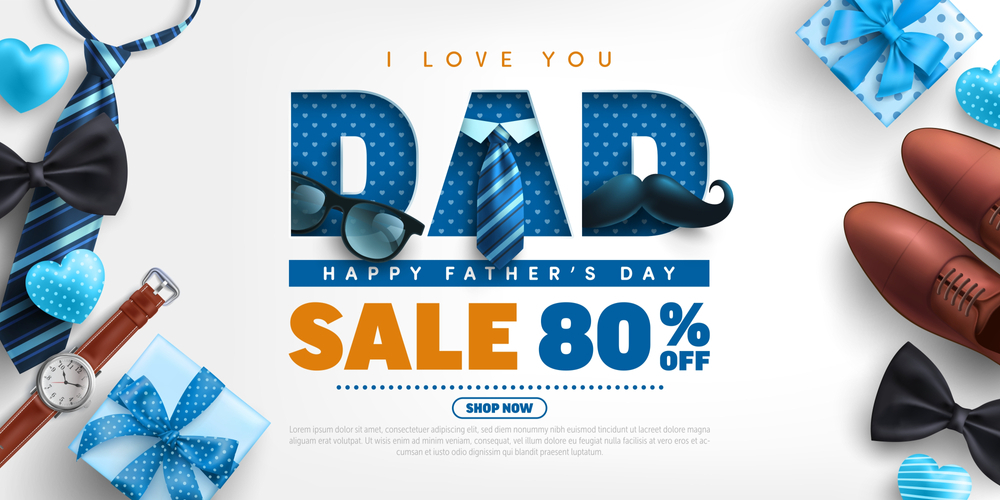 I LOVE YOU
DAD
HAPPY FATHER'S DAY
SALE 80% OFF
SHOP NOW
Lorem ipsum dolor sit amet, consectetuer adipiscing elit, sed diem nonummy nibh euismod tincidunt ut lacreet dolore magna
aliguam erat volutpat. Ut wisis enim ad minim veniam, consequat, vel illum dolore eu feugiat nulla facilisis at vero eros et ac-
cumsan et iusto odio dignissim qui blandit praesent luptatum.